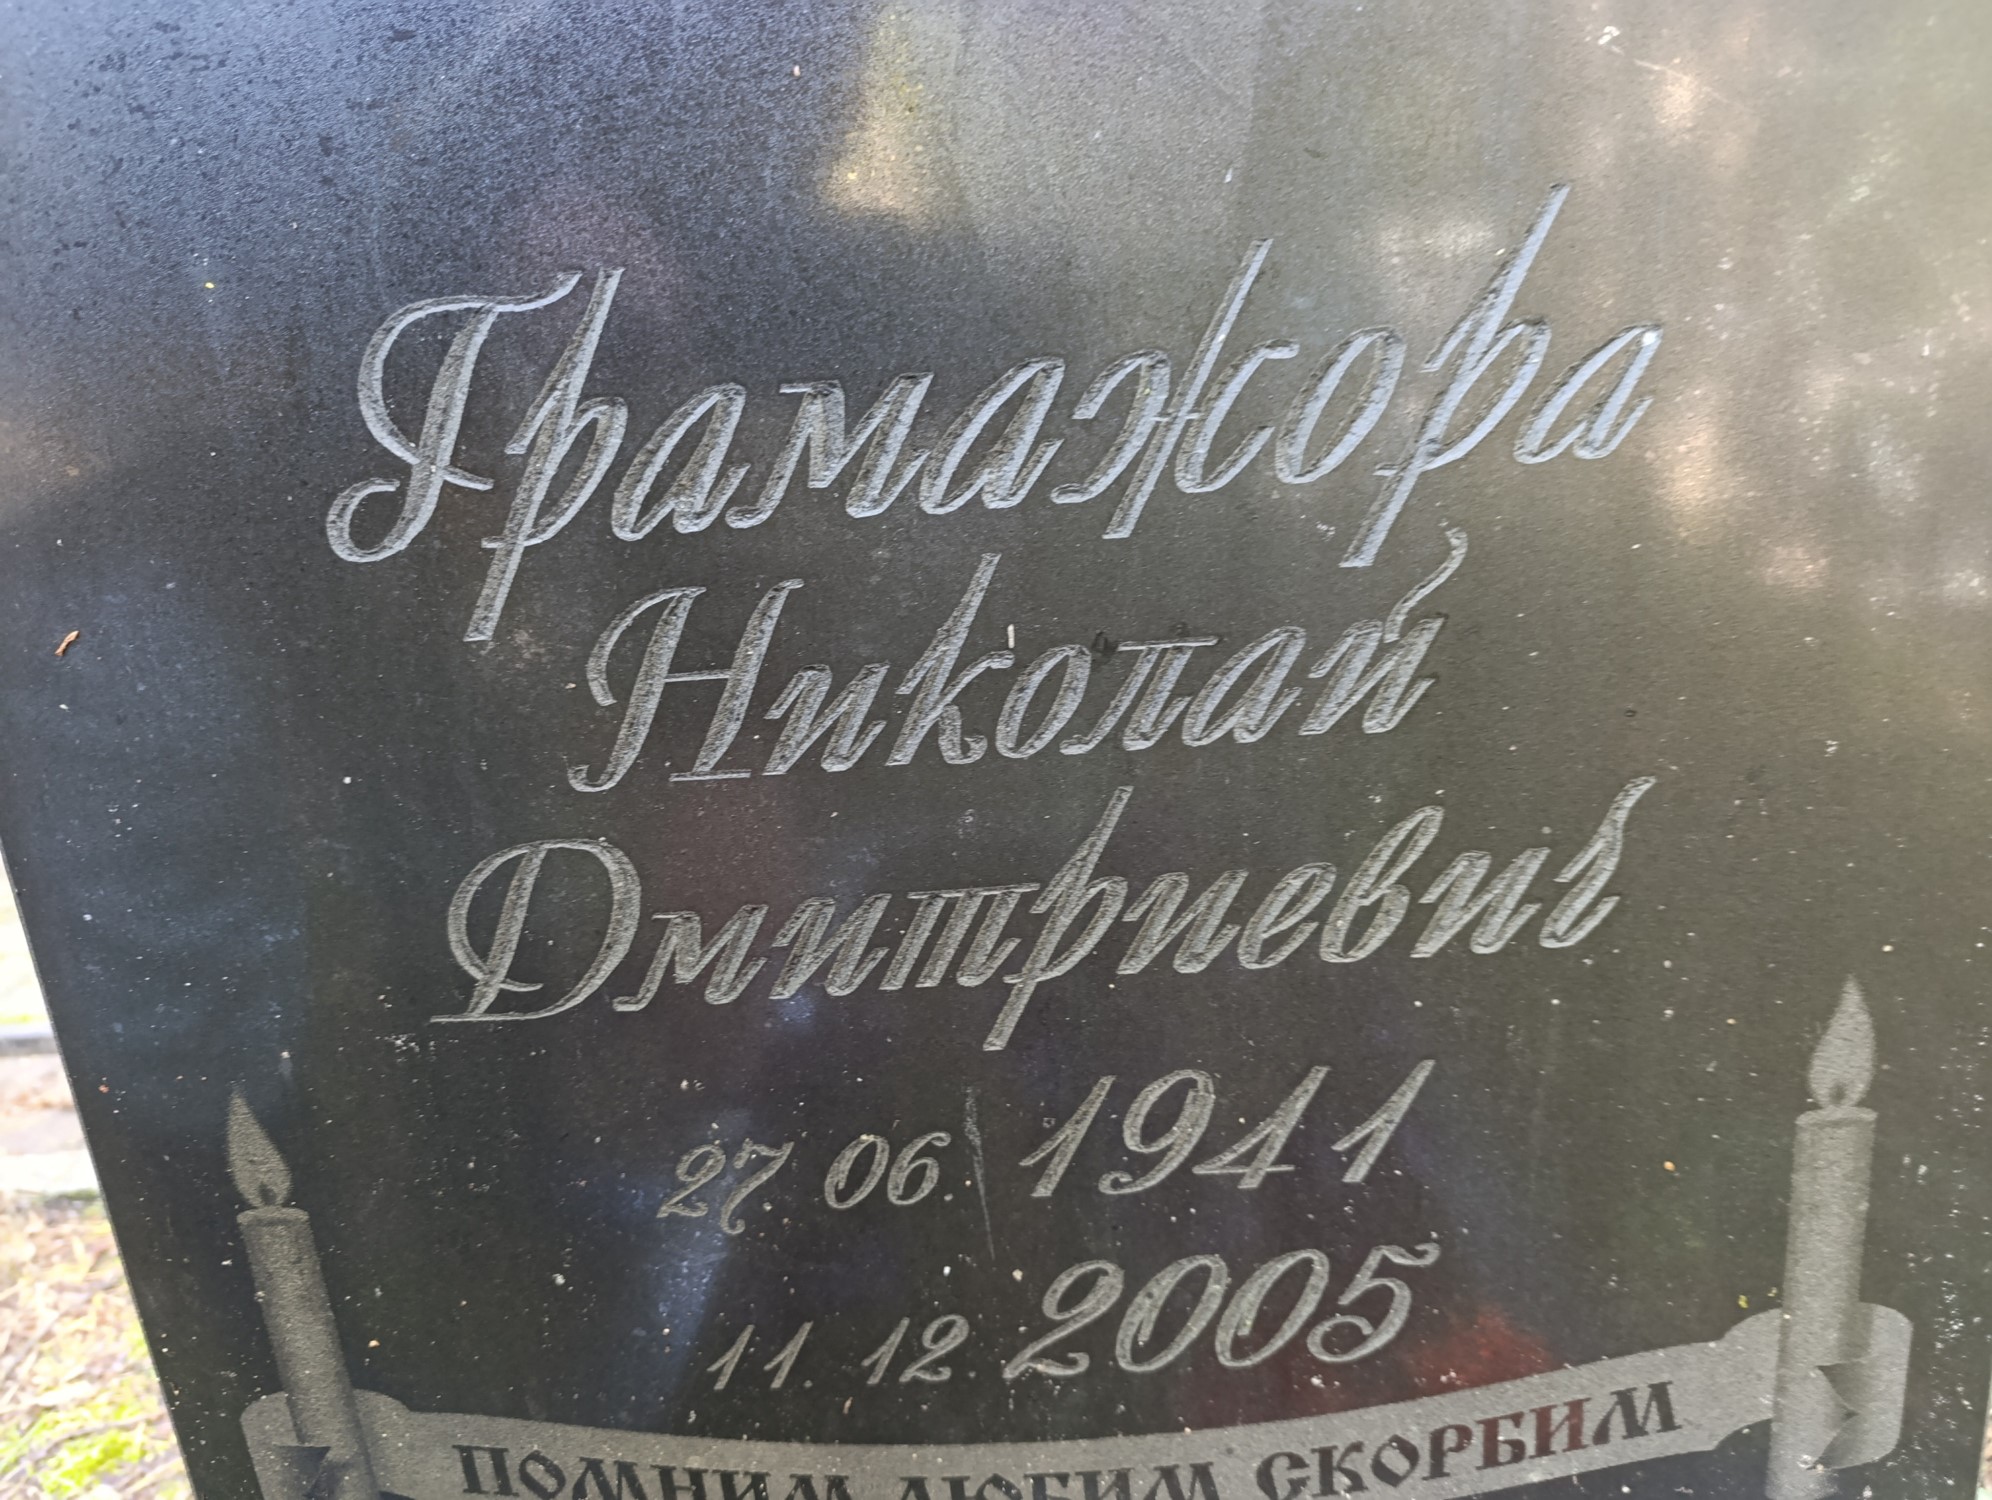 Грамажора
Николай
Дмитриевич
27 06. 1941
11. 12. 2005
ПОМНИМ ЛЮБИМ СКОРБИМ